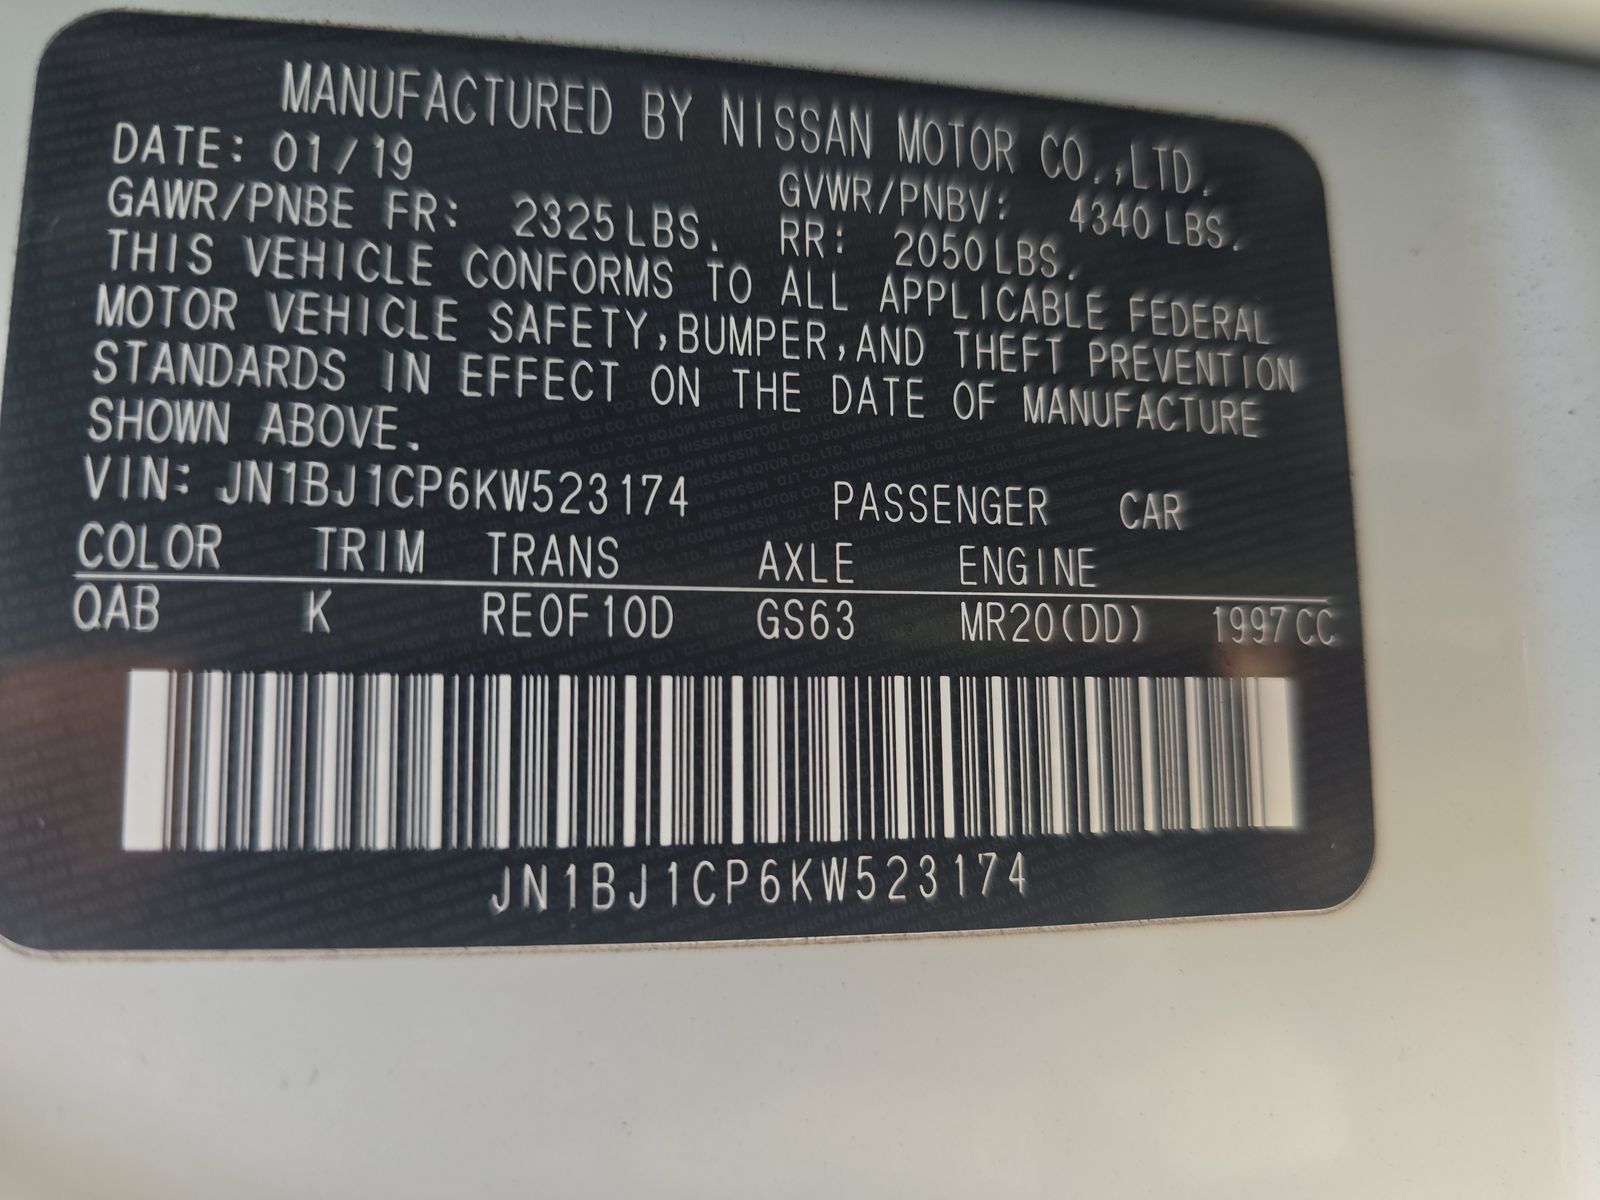 MANUFACTURED BY NISSAN MOTOR CO.,LTD.
DATE: 01/19 GVWR/PNBV: 4340 LBS.
GAWR/PNBE FR: 2325 LBS. RR: 2050 LBS.
THIS VEHICLE CONFORMS TO ALL APPLICABLE FEDERAL
MOTOR VEHICLE SAFETY,BUMPER,AND THEFT PREVENTION
STANDARDS IN EFFECT ON THE DATE OF MANUFACTURE
SHOWN ABOVE.
VIN: JN1BJ1CP6KW523174 PASSENGER CAR
COLOR TRIM TRANS AXLE ENGINE
QAB K RE0F10D GS63 MR20(DD) 1997 CC
JN1BJ1CP6KW523174